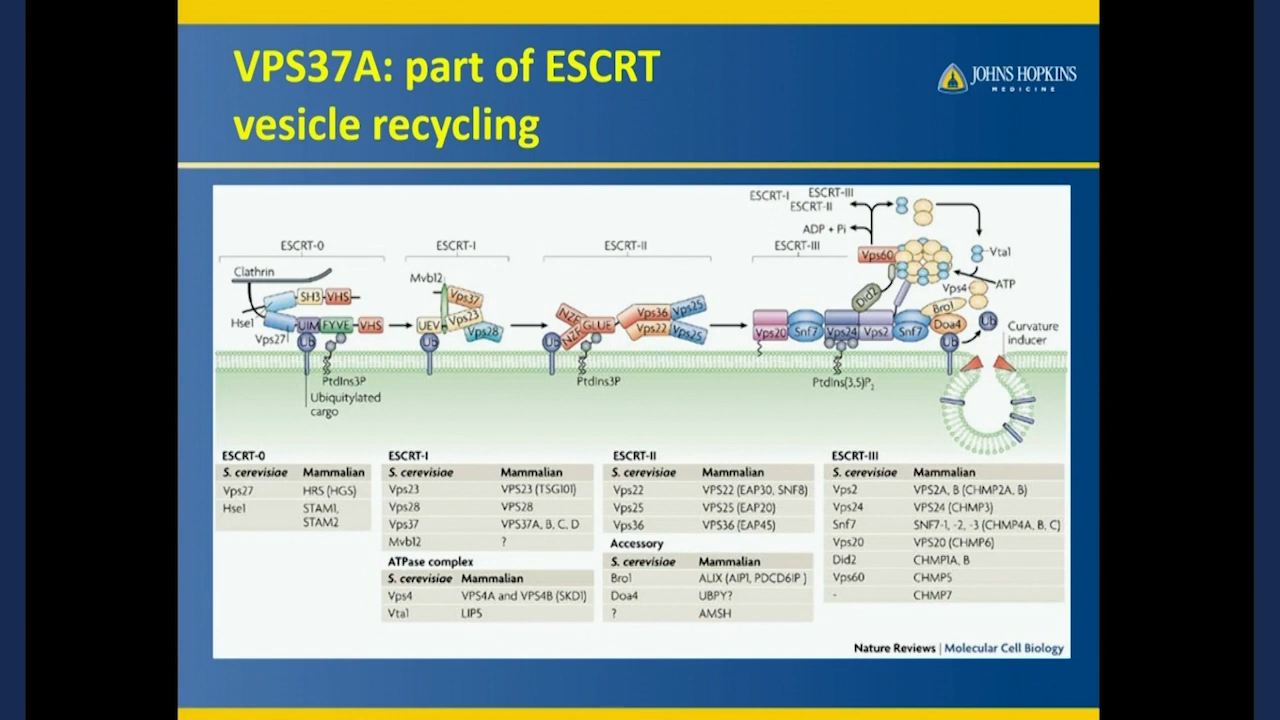 VPS37A: part of ESCRT
vesicle recycling
JOHNS HOPKINS
MEDICINE
ESCRT-I
ESCRT-III
ESCRT-II
ADP + Pi
ESCRT-0
ESCRT-I
ESCRT-II
ESCRT-III
Vps60
Vta1
Clathrin
Mvb12
SH3
VHS
Vps37
NZF
Vps36
Vps25
Did2
Vps4
ATP
Bro1
Hse1
UIM
FYVE
VHS
UEV
Vps23
GLUE
Vps20
Snf7
Vps24
Vps2
Snf7
Doa4
Ub
Curvature
inducer
Vps27
Ub
Ub
Vps28
Ub
NZF
Vps22
Vps25
Ub
PtdIns3P
PtdIns3P
PtdIns(3,5)P2
Ubiquitylated
cargo
ESCRT-0
S. cerevisiae Mammalian
Vps27 HRS (HGS)
Hse1 STAM1,
STAM2
ESCRT-I
S. cerevisiae Mammalian
Vps23 VPS23 (TSG101)
Vps28 VPS28
Vps37 VPS37A, B, C, D
Mvb12 ?
ATPase complex
S. cerevisiae Mammalian
Vps4 VPS4A and VPS4B (SKD1)
Vta1 LIP5
ESCRT-II
S. cerevisiae Mammalian
Vps22 VPS22 (EAP30, SNF8)
Vps25 VPS25 (EAP20)
Vps36 VPS36 (EAP45)
Accessory
S. cerevisiae Mammalian
Bro1 ALIX (AIP1, PDCD6IP )
Doa4 UBPY?
? AMSH
ESCRT-III
S. cerevisiae Mammalian
Vps2 VPS2A, B (CHMP2A, B)
Vps24 VPS24 (CHMP3)
Snf7 SNF7-1, -2, -3 (CHMP4A, B, C)
Vps20 VPS20 (CHMP6)
Did2 CHMP1A, B
Vps60 CHMP5
- CHMP7
Nature Reviews | Molecular Cell Biology